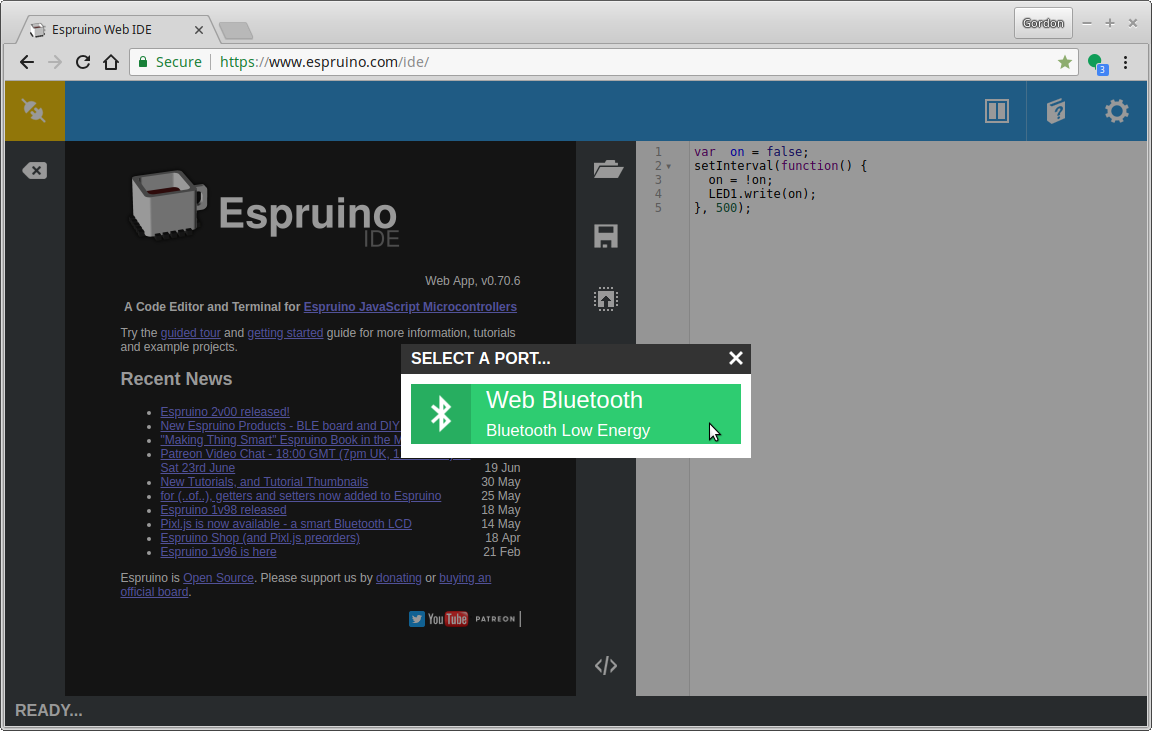 Espruino Web IDE
Gordon
Secure
https://www.espruino.com/ide/
3
Espruino
IDE
Web App, v0.70.6
A Code Editor and Terminal for Espruino JavaScript Microcontrollers
Try the guided tour and getting started guide for more information, tutorials
and example projects.
Recent News
Espruino 2v00 released!
New Espruino Products - BLE board and DIY
"Making Thing Smart" Espruino Book in the
Patreon Video Chat - 18:00 GMT (7pm UK,
Sat 23rd June 19 Jun
New Tutorials, and Tutorial Thumbnails 30 May
for (..of..), getters and setters now added to Espruino 25 May
Espruino 1v98 released 18 May
Pixl.js is now available - a smart Bluetooth LCD 14 May
Espruino Shop (and Pixl.js preorders) 18 Apr
Espruino 1v96 is here 21 Feb
Espruino is Open Source. Please support us by donating or buying an
official board.
YouTube PATREON
SELECT A PORT...
Web Bluetooth
Bluetooth Low Energy
1 var on = false;
2 setInterval(function() {
3 on = !on;
4 LED1.write(on);
5 }, 500);
READY...